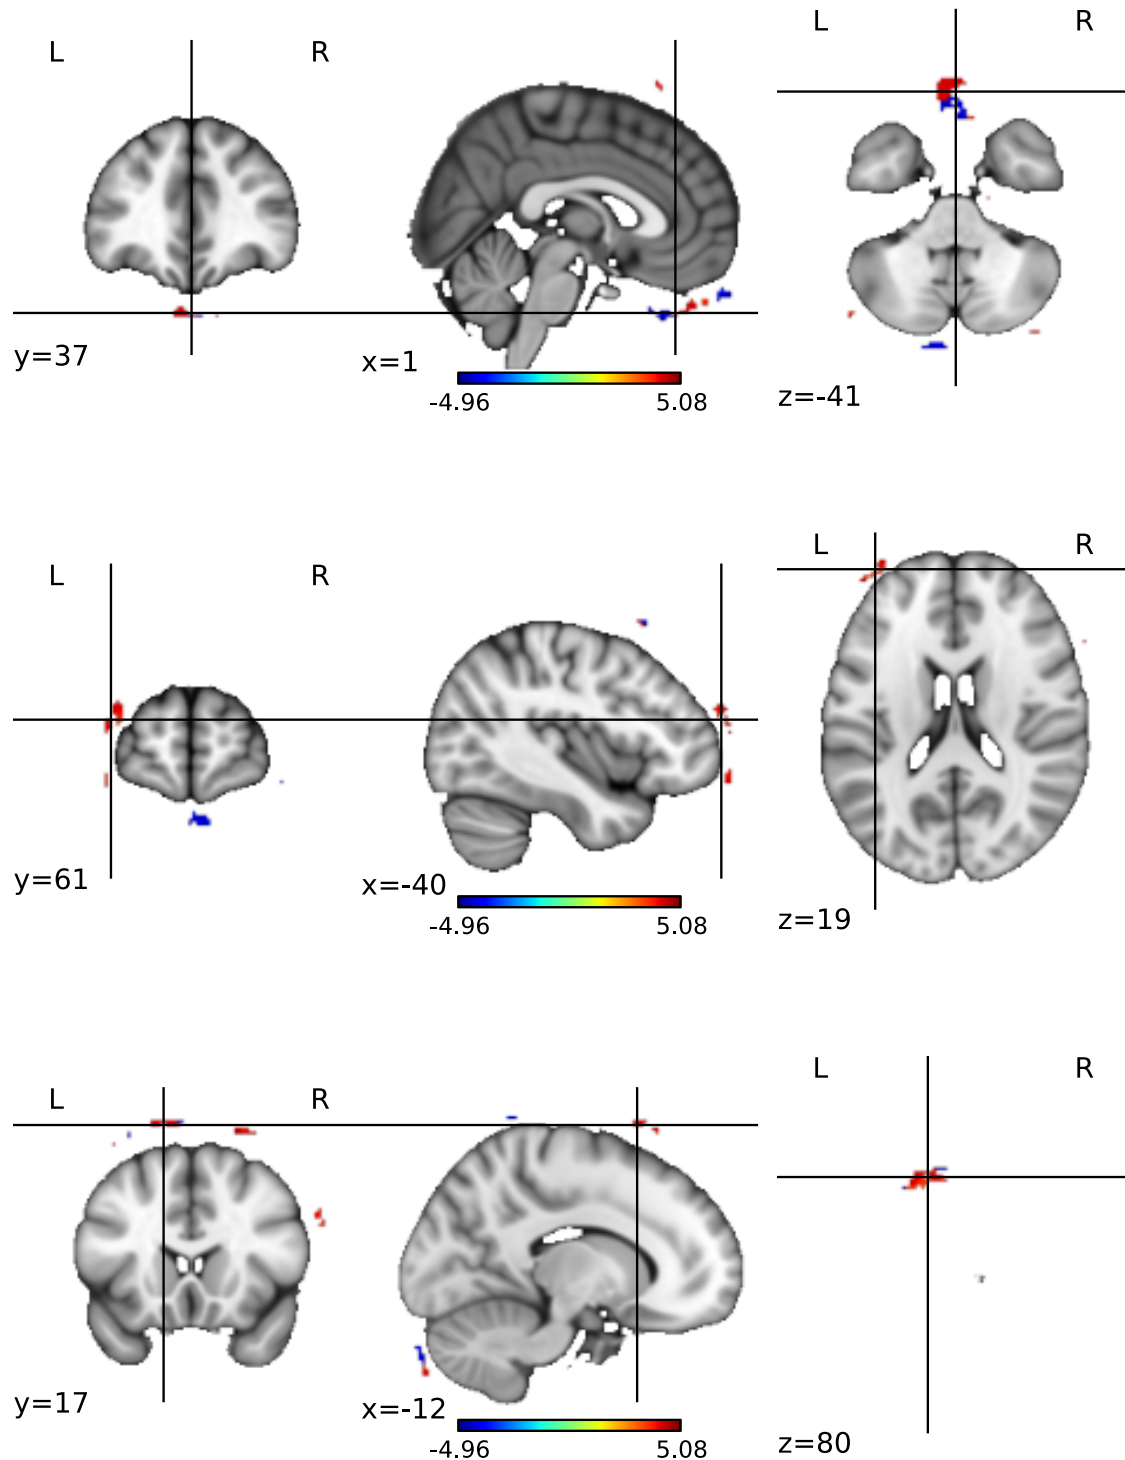 L R L R
y=37 x=1 z=-41
-4.96 5.08
L R L R
y=61 x=-40 z=19
-4.96 5.08
L R L R
y=17 x=-12 z=80
-4.96 5.08